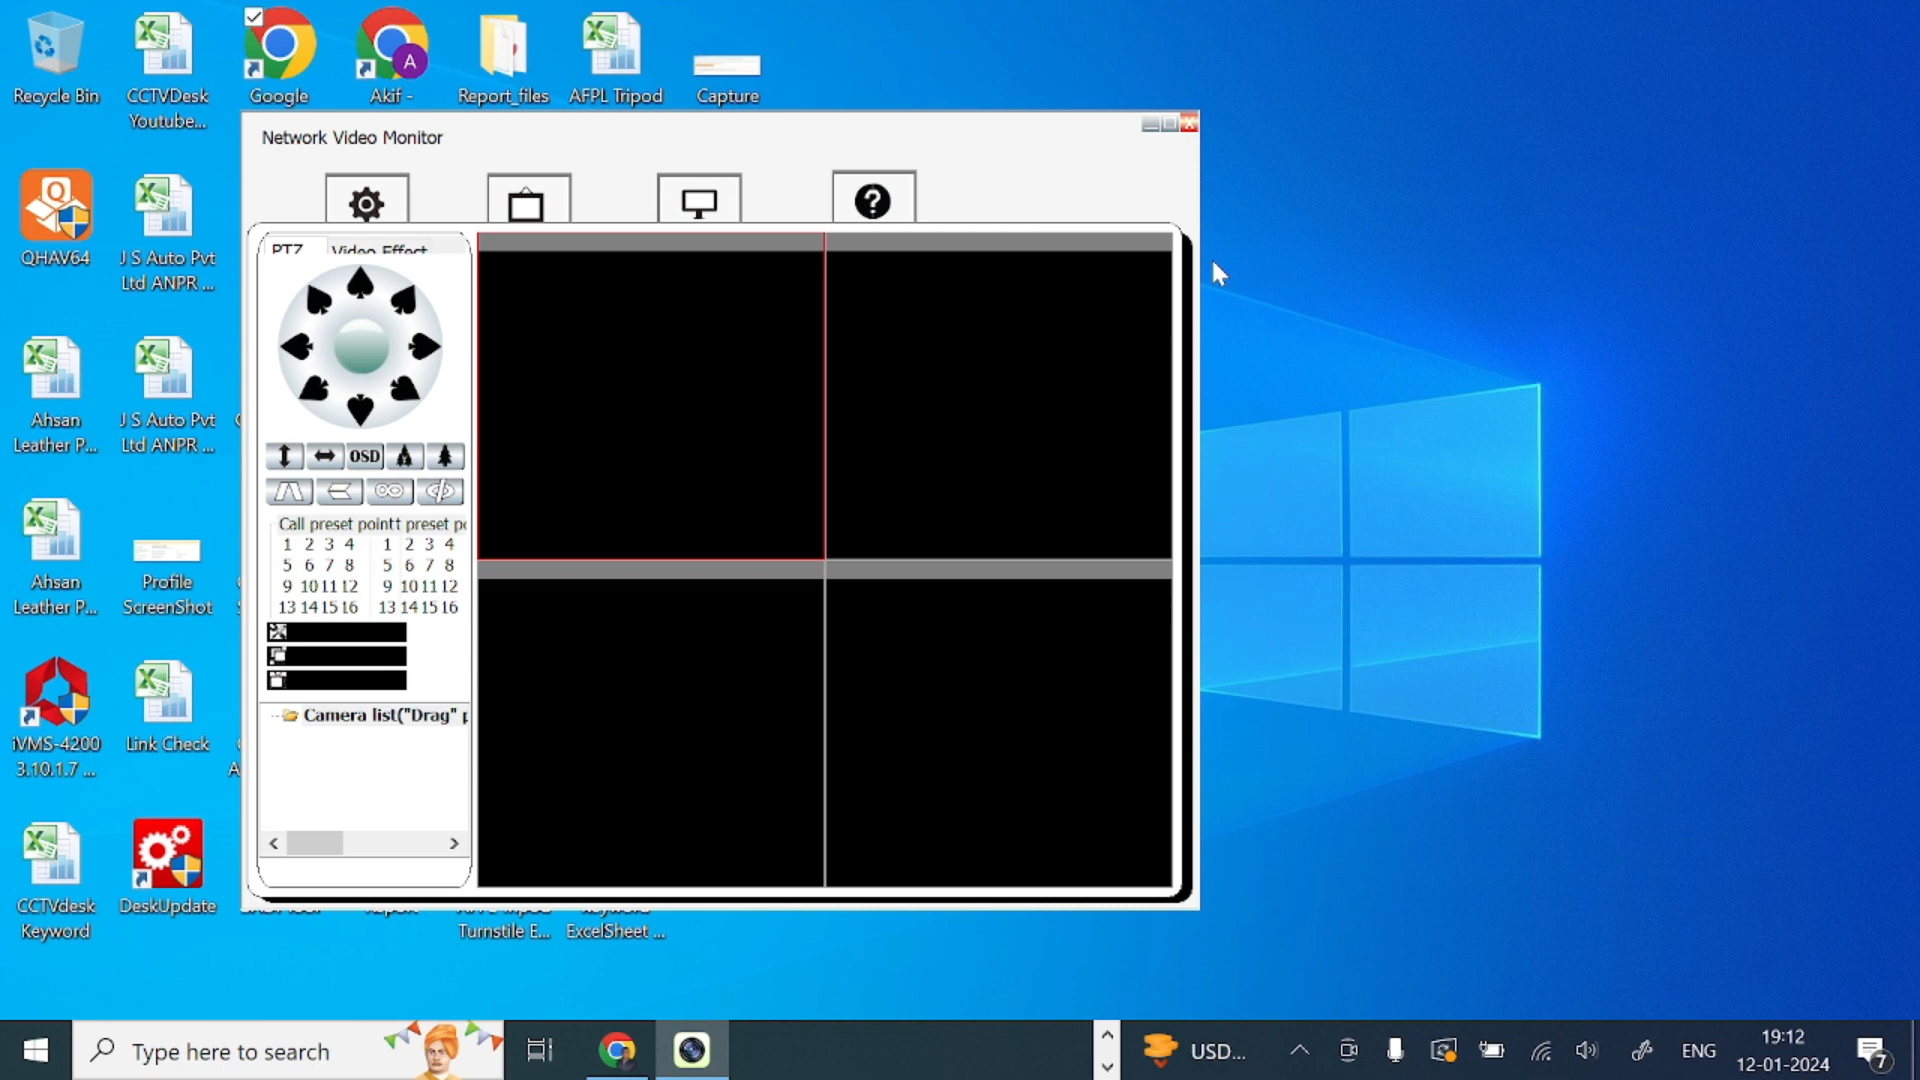 Recycle Bin
CCTVDesk
Youtube...
Google
A
Akif -
Report_files
AFPL Tripod
Capture
Network Video Monitor
PTZ
Video Effect
QHAV64
J S Auto Pvt
Ltd ANPR ...
Ahsan
Leather P...
J S Auto Pvt
Ltd ANPR ...
OSD
Call preset point
t preset po
1 2 3 4
1 2 3 4
5 6 7 8
5 6 7 8
9 10 11 12
9 10 11 12
13 14 15 16
13 14 15 16
Ahsan
Leather P...
Profile
ScreenShot
Camera list("Drag" p
iVMS-4200
3.10.1.7 ...
Link Check
CCTVdesk
Keyword
DeskUpdate
Turnstile E...
ExcelSheet ...
Type here to search
USD...
ENG
19:12
12-01-2024
7